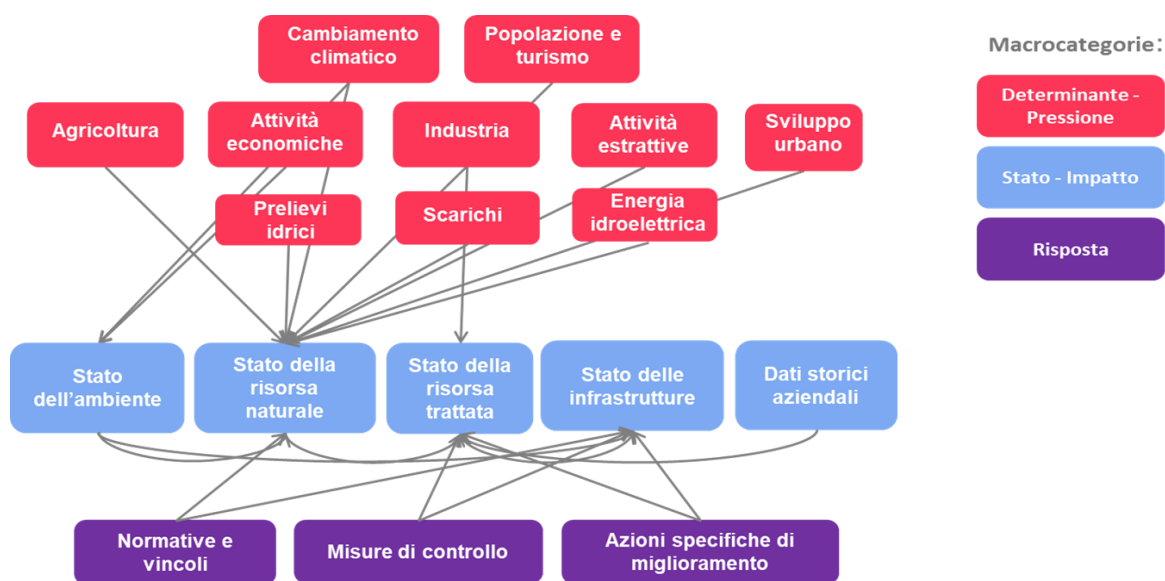 Cambiamento
climatico
Popolazione e
turismo
Macrocategorie:
Agricoltura
Attività
economiche
Industria
Attività
estrattive
Sviluppo
urbano
Determinante -
Pressione
Prelievi
idrici
Scarichi
Energia
idroelettrica
Stato - Impatto
Risposta
Stato
dell’ambiente
Stato della
risorsa
naturale
Stato della
risorsa
trattata
Stato delle
infrastrutture
Dati storici
aziendali
Normative e
vincoli
Misure di controllo
Azioni specifiche di
miglioramento